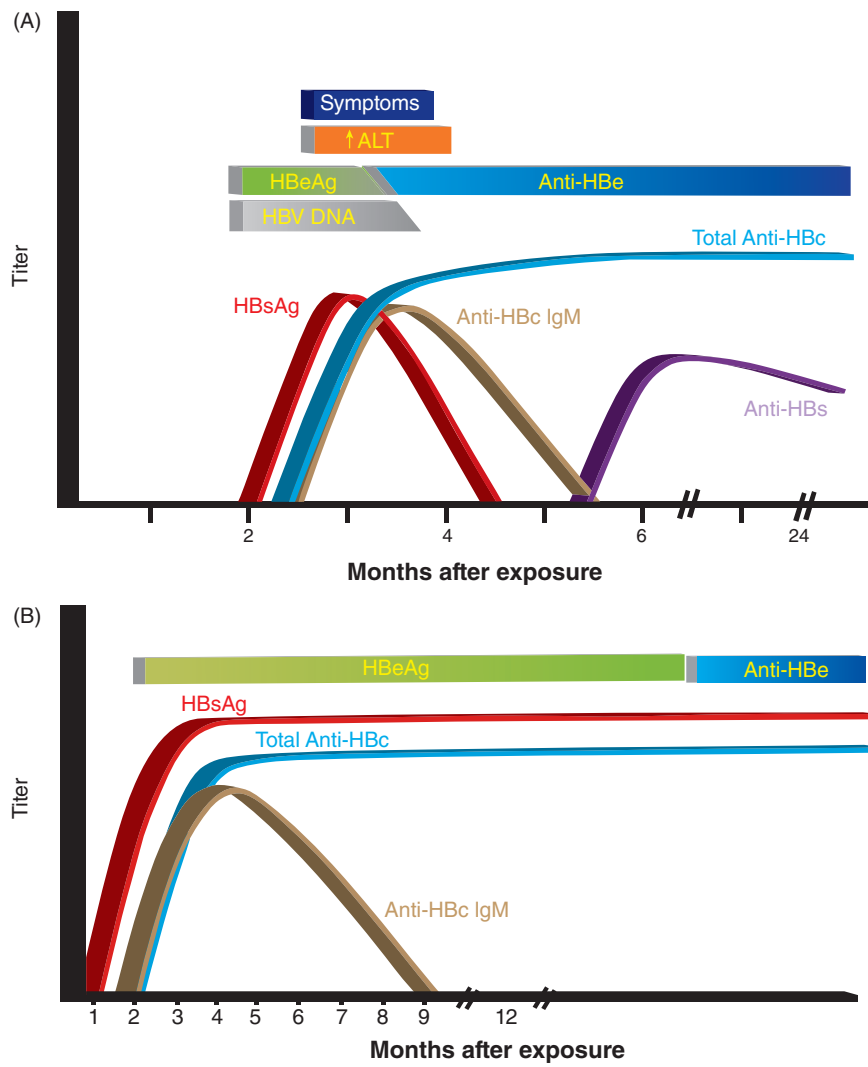 (A)
Symptoms
↑ALT
HBeAg
Anti-HBe
HBV DNA
Total Anti-HBc
HBsAg
Anti-HBc IgM
Anti-HBs
Titer
2 4 6 24
Months after exposure
(B)
HBeAg
Anti-HBe
HBsAg
Total Anti-HBc
Anti-HBc IgM
Titer
1 2 3 4 5 6 7 8 9 12
Months after exposure